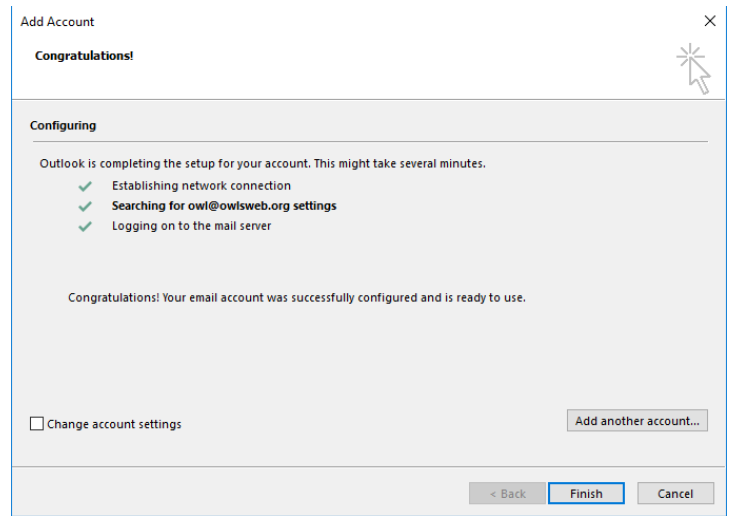 Add Account
Congratulations!
Configuring
Outlook is completing the setup for your account. This might take several minutes.
Establishing network connection
Searching for owl@owlsweb.org settings
Logging on to the mail server
Congratulations! Your email account was successfully configured and is ready to use.
Change account settings
Add another account...
< Back
Finish
Cancel